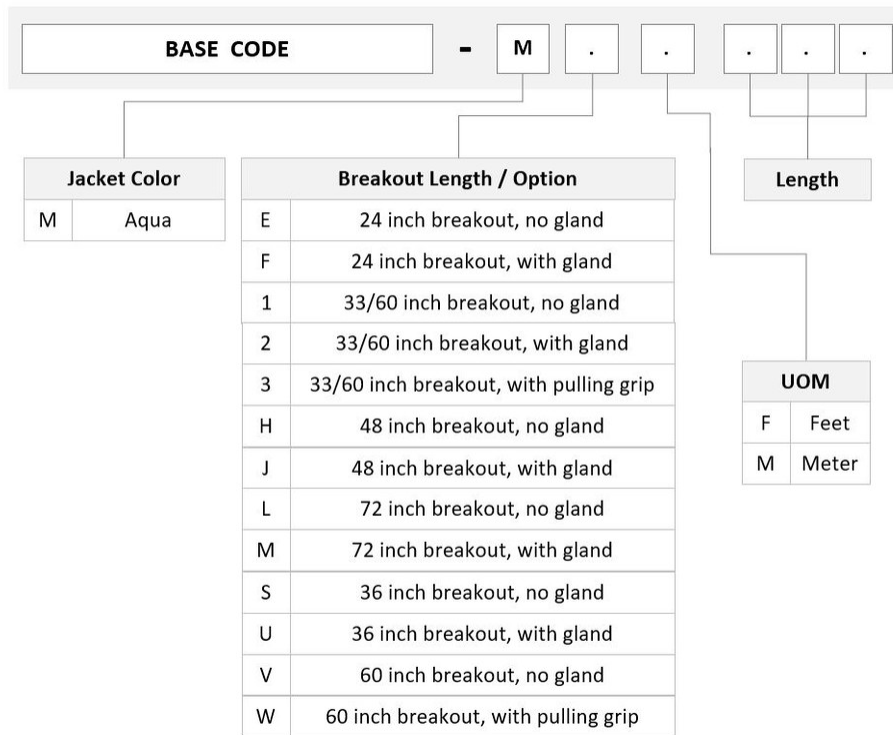 BASE CODE - M . . . . .
Jacket Color
M Aqua
Breakout Length / Option
E 24 inch breakout, no gland
F 24 inch breakout, with gland
1 33/60 inch breakout, no gland
2 33/60 inch breakout, with gland
3 33/60 inch breakout, with pulling grip
H 48 inch breakout, no gland
J 48 inch breakout, with gland
L 72 inch breakout, no gland
M 72 inch breakout, with gland
S 36 inch breakout, no gland
U 36 inch breakout, with gland
V 60 inch breakout, no gland
W 60 inch breakout, with pulling grip
Length
UOM
F Feet
M Meter